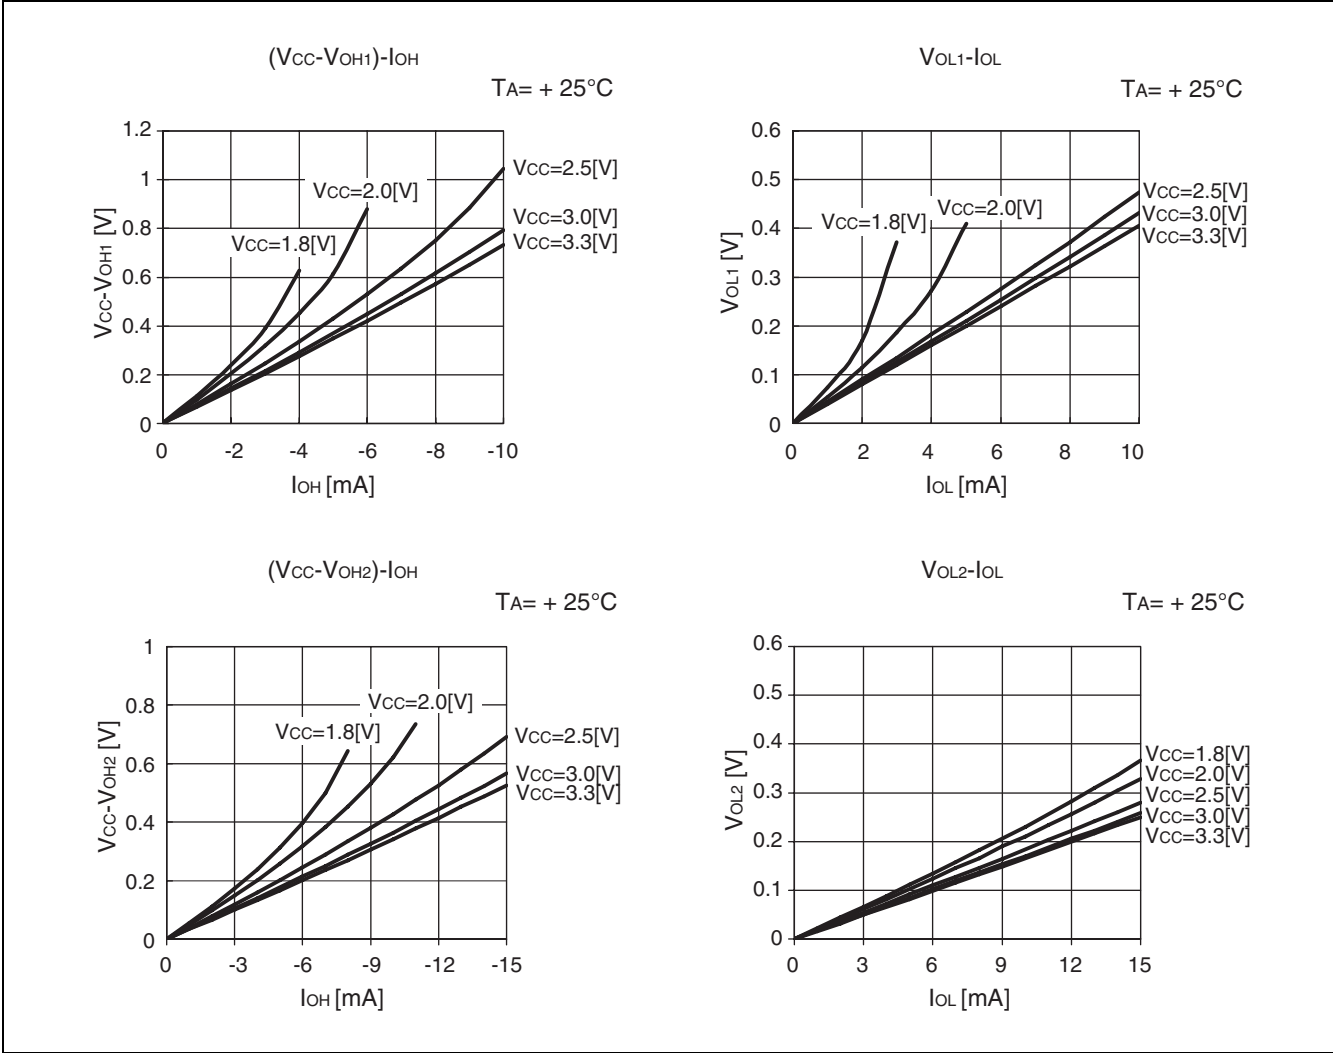 (VCC-VOH1)-IOH
TA= + 25°C
1.2
1
0.8
0.6
0.4
0.2
0
VCC-VOH1 [V]
VCC=1.8[V]
VCC=2.0[V]
VCC=2.5[V]
VCC=3.0[V]
VCC=3.3[V]
0 -2 -4 -6 -8 -10
IOH [mA]
VOL1-IOL
TA= + 25°C
0.6
0.5
0.4
0.3
0.2
0.1
0
VOL1 [V]
VCC=1.8[V]
VCC=2.0[V]
VCC=2.5[V]
VCC=3.0[V]
VCC=3.3[V]
0 2 4 6 8 10
IOL [mA]
(VCC-VOH2)-IOH
TA= + 25°C
1
0.8
0.6
0.4
0.2
0
VCC-VOH2 [V]
VCC=1.8[V]
VCC=2.0[V]
VCC=2.5[V]
VCC=3.0[V]
VCC=3.3[V]
0 -3 -6 -9 -12 -15
IOH [mA]
VOL2-IOL
TA= + 25°C
0.6
0.5
0.4
0.3
0.2
0.1
0
VOL2 [V]
VCC=1.8[V]
VCC=2.0[V]
VCC=2.5[V]
VCC=3.0[V]
VCC=3.3[V]
0 3 6 9 12 15
IOL [mA]